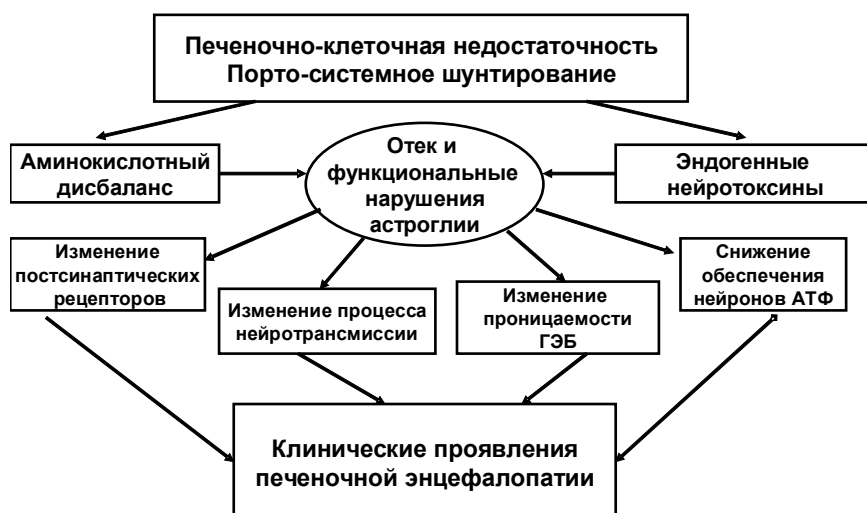 Печеночно-клеточная недостаточность
Порто-системное шунтирование
Аминокислотный
дисбаланс
Отек и
функциональные
нарушения
астроглии
Эндогенные
нейротоксины
Изменение
постсинаптических
рецепторов
Изменение процесса
нейротрансмиссии
Изменение
проницаемости
ГЭБ
Снижение
обеспечения
нейронов АТФ
Клинические проявления
печеночной энцефалопатии